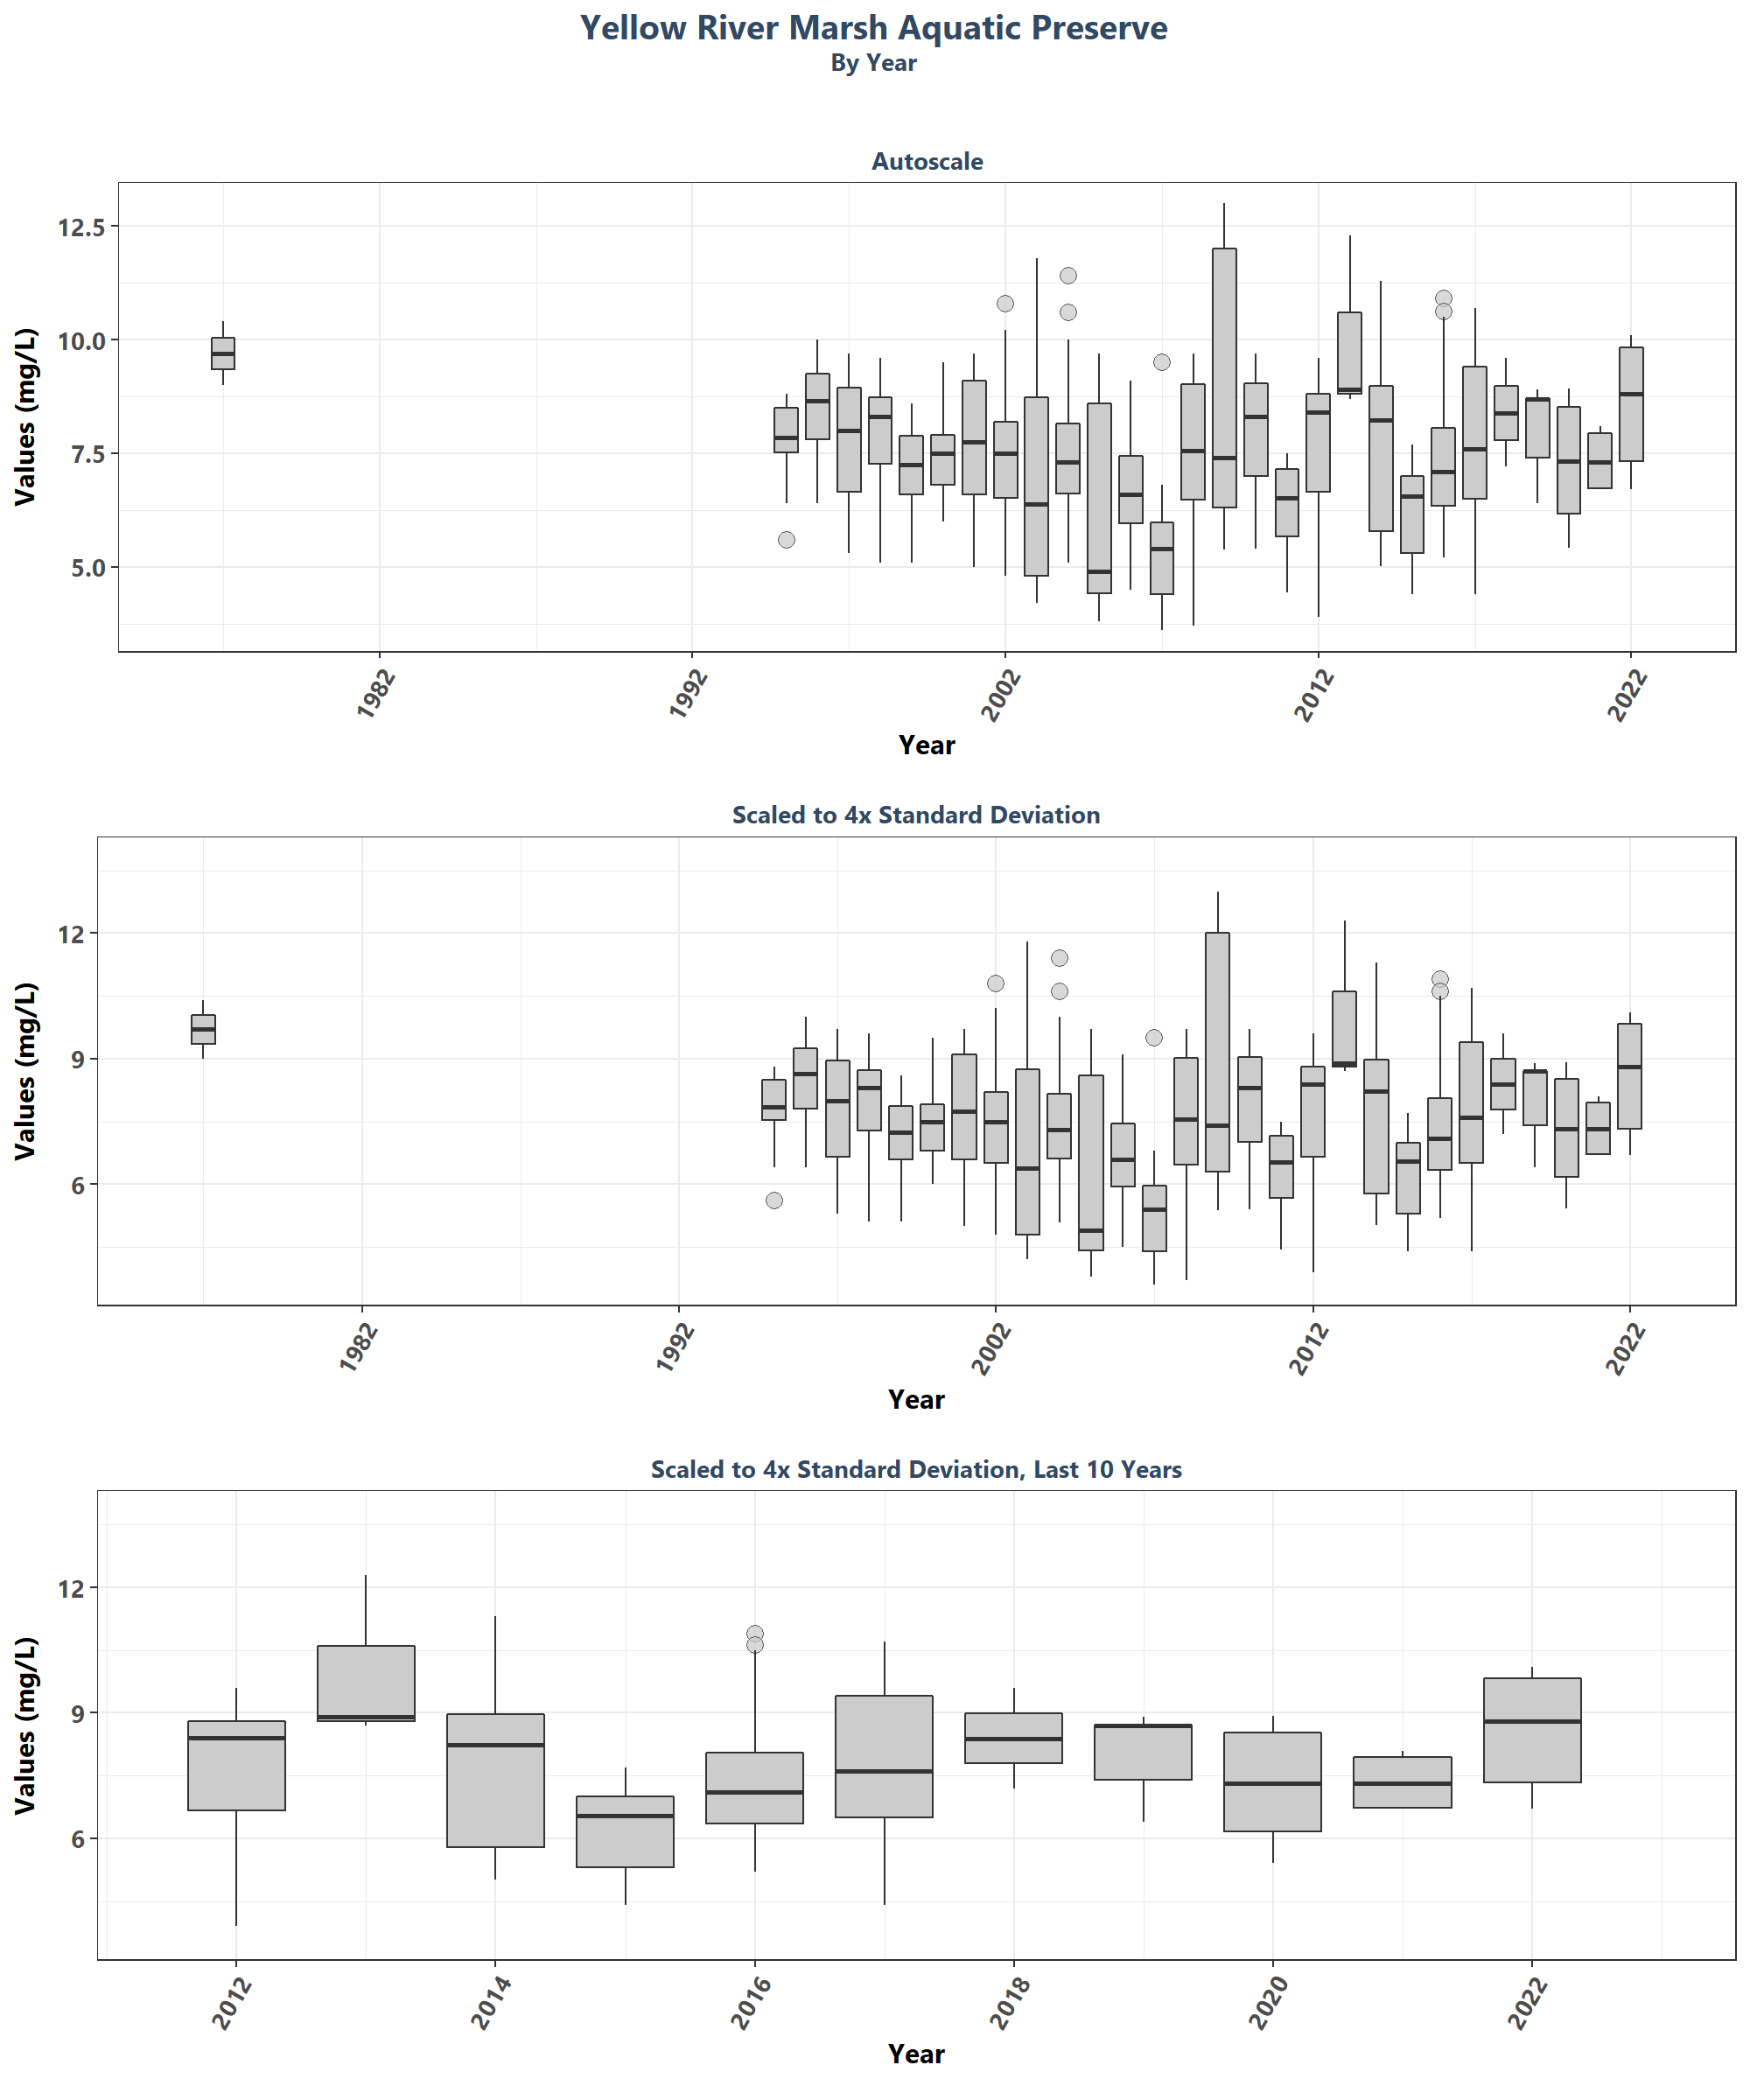 Yellow River Marsh Aquatic Preserve
By Year
Autoscale
Values (mg/L)
12.5
10.0
7.5
5.0
1982
1992
2002
2012
2022
Year
Scaled to 4x Standard Deviation
Values (mg/L)
12
9
6
1982
1992
2002
2012
2022
Year
Scaled to 4x Standard Deviation, Last 10 Years
Values (mg/L)
12
9
6
2012
2014
2016
2018
2020
2022
Year